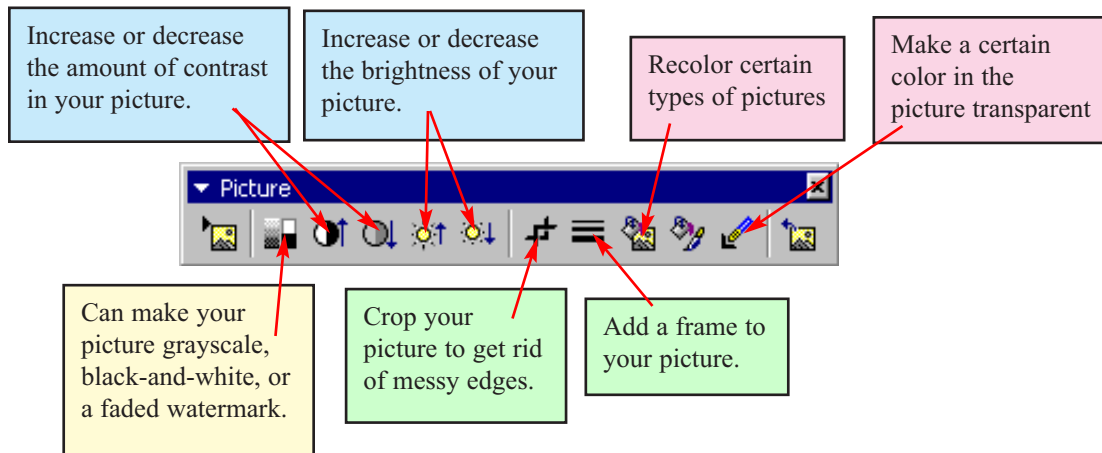 Increase or decrease
the amount of contrast
in your picture.
Increase or decrease
the brightness of your
picture.
Recolor certain
types of pictures
Make a certain
color in the
picture transparent
Picture
Can make your
picture grayscale,
black-and-white, or
a faded watermark.
Crop your
picture to get rid
of messy edges.
Add a frame to
your picture.